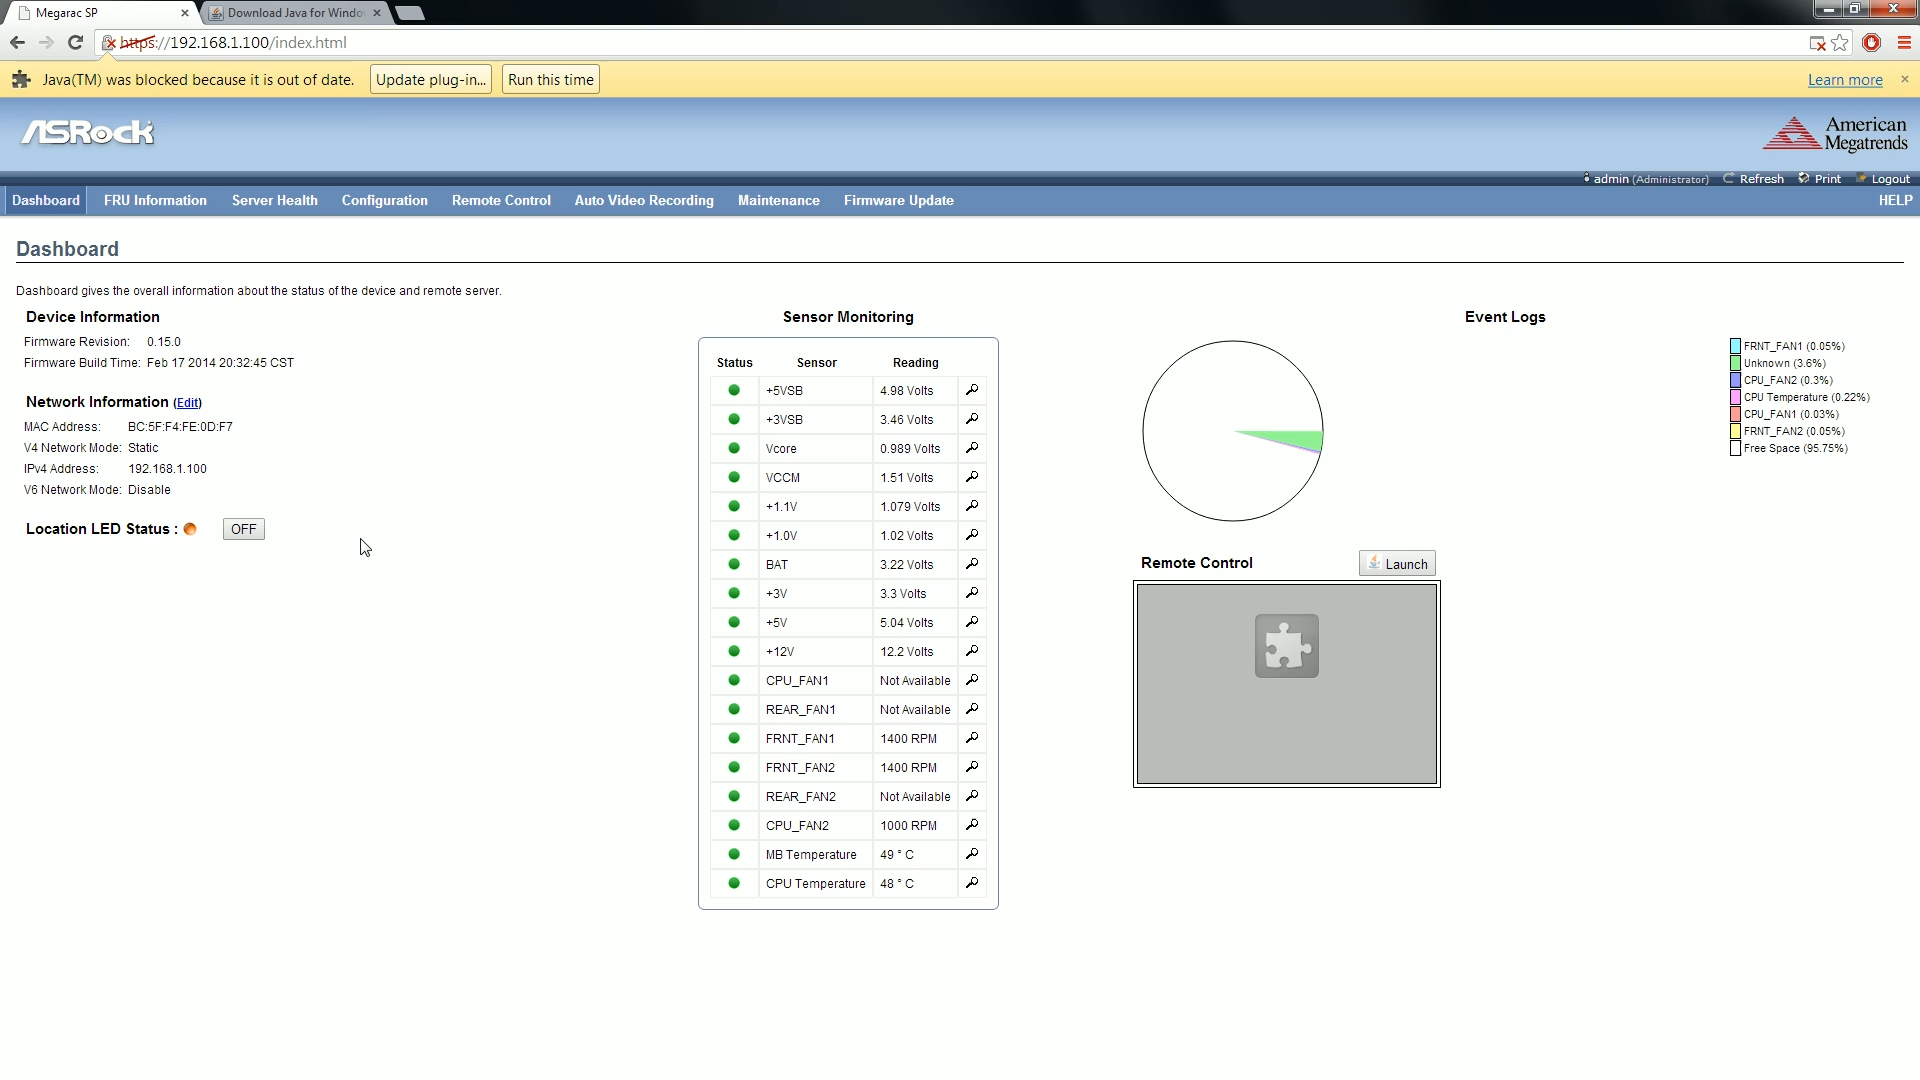 Megarac SP
Download Java for Windo
https://192.168.1.100/index.html
Java(TM) was blocked because it is out of date. Update plug-in... Run this time Learn more
ASRock
American
Megatrends
admin (Administrator) Refresh Print Logout
Dashboard FRU Information Server Health Configuration Remote Control Auto Video Recording Maintenance Firmware Update HELP
Dashboard
Dashboard gives the overall information about the status of the device and remote server.
Device Information
Firmware Revision: 0.15.0
Firmware Build Time: Feb 17 2014 20:32:45 CST
Network Information (Edit)
MAC Address: BC:5F:F4:FE:0D:F7
V4 Network Mode: Static
IPv4 Address: 192.168.1.100
V6 Network Mode: Disable
Location LED Status : OFF
Sensor Monitoring
Status Sensor Reading
+5VSB 4.98 Volts
+3VSB 3.46 Volts
Vcore 0.989 Volts
VCCM 1.51 Volts
+1.1V 1.079 Volts
+1.0V 1.02 Volts
BAT 3.22 Volts
+3V 3.3 Volts
+5V 5.04 Volts
+12V 12.2 Volts
CPU_FAN1 Not Available
REAR_FAN1 Not Available
FRNT_FAN1 1400 RPM
FRNT_FAN2 1400 RPM
REAR_FAN2 Not Available
CPU_FAN2 1000 RPM
MB Temperature 49 ° C
CPU Temperature 48 ° C
Event Logs
FRNT_FAN1 (0.05%)
Unknown (3.6%)
CPU_FAN2 (0.3%)
CPU Temperature (0.22%)
CPU_FAN1 (0.03%)
FRNT_FAN2 (0.05%)
Free Space (95.75%)
Remote Control Launch